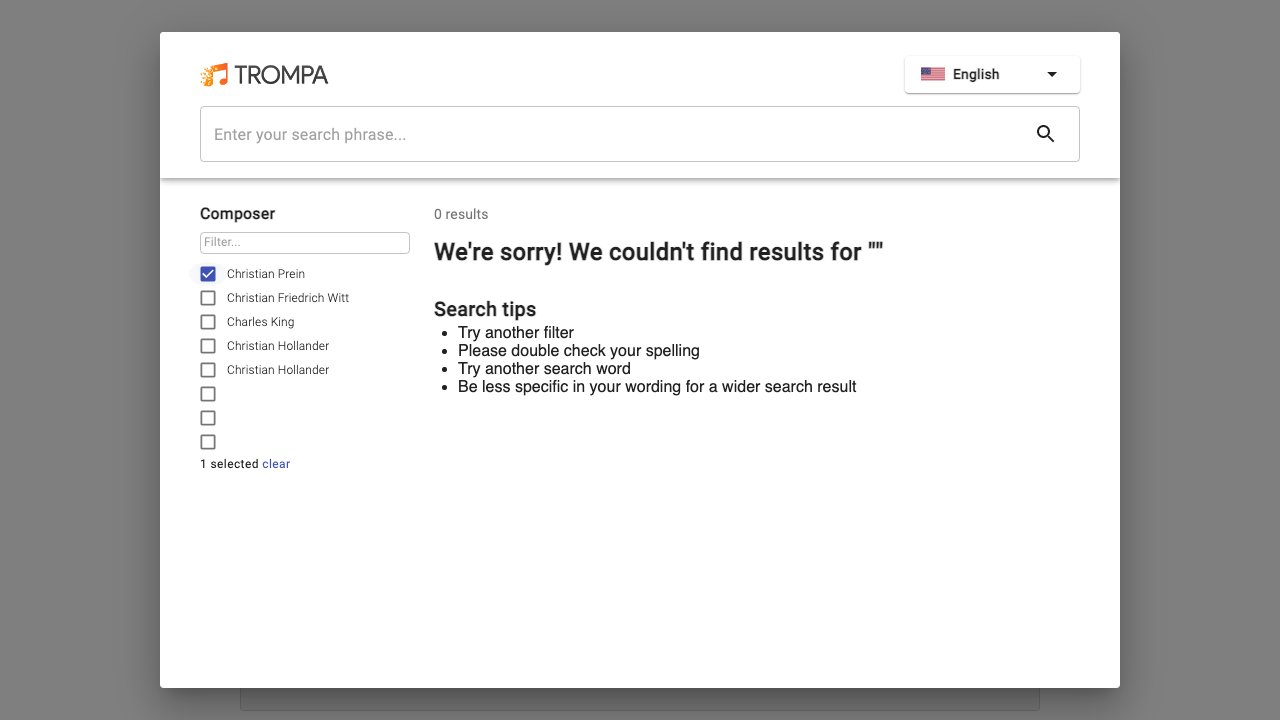 TROMPA
English
Enter your search phrase...
Composer
Filter...
Christian Prein
Christian Friedrich Witt
Charles King
Christian Hollander
Christian Hollander
1 selected clear
0 results
We're sorry! We couldn't find results for ""
Search tips
Try another filter
Please double check your spelling
Try another search word
Be less specific in your wording for a wider search result